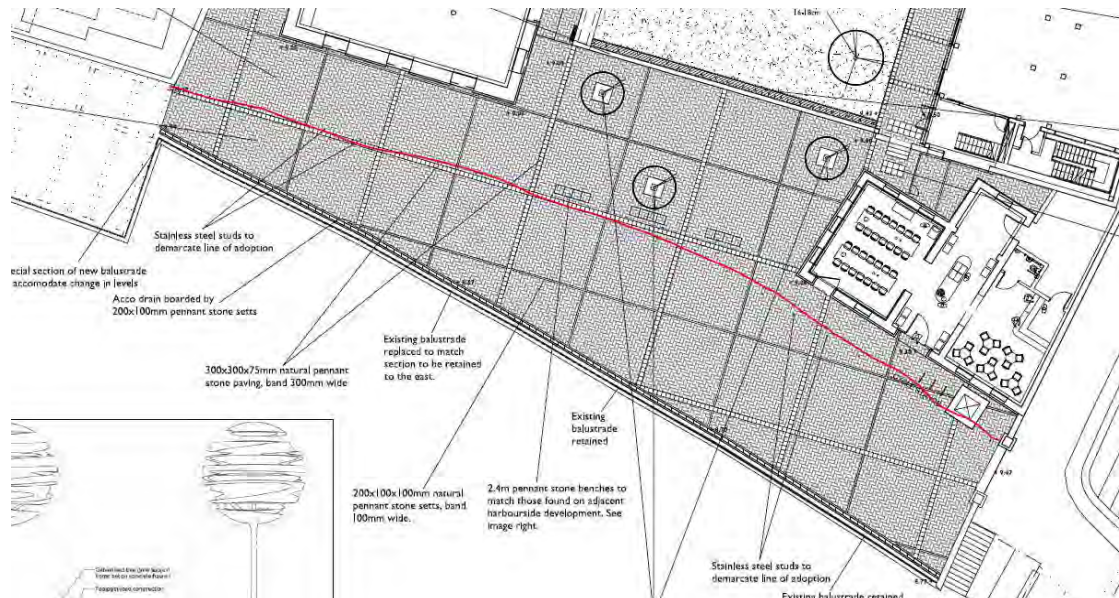 16-18cm
Stainless steel studs to
demarcate line of adoption
ecial section of new balustrade
accomodate change in levels
Acco drain boarded by
200x100mm pennant stone setts
300x300x75mm natural pennant
stone paving, band 300mm wide
Existing balustrade
replaced to match
section to be retained
to the east.
Existing
balustrade
retained
200x100x100mm natural
pennant stone setts, band
100mm wide.
2.4m pennant stone benches to
match those found on adjacent
harbourside development. See
image right.
Stainless steel studs to
demarcate line of adoption
Existing balustrade retained